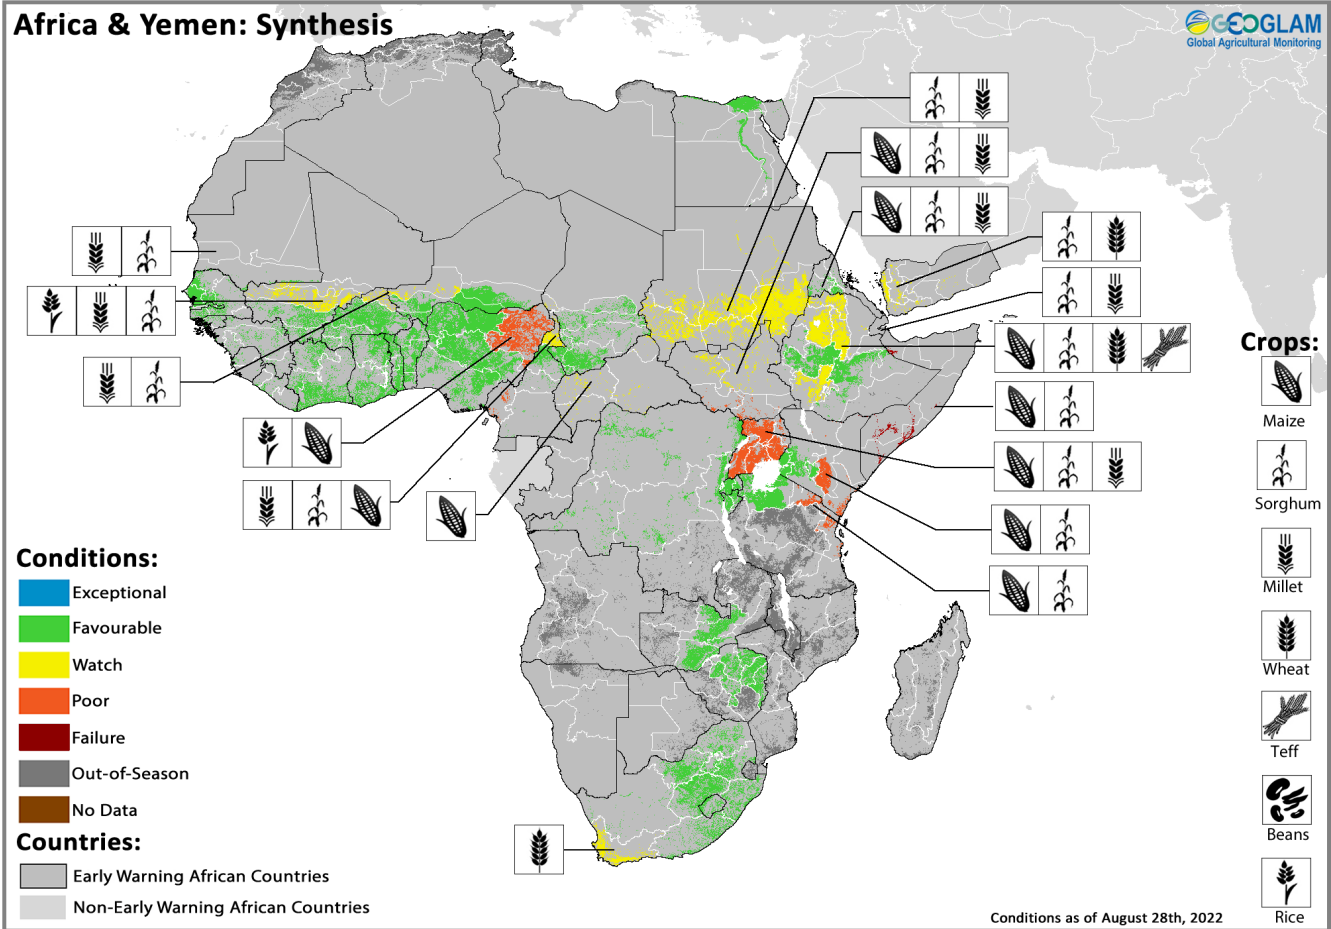 Africa & Yemen: Synthesis
GEOGLAM
Global Agricultural Monitoring
Crops:
Maize
Sorghum
Millet
Wheat
Teff
Beans
Rice
Conditions:
Exceptional
Favourable
Watch
Poor
Failure
Out-of-Season
No Data
Countries:
Early Warning African Countries
Non-Early Warning African Countries
Conditions as of August 28th, 2022